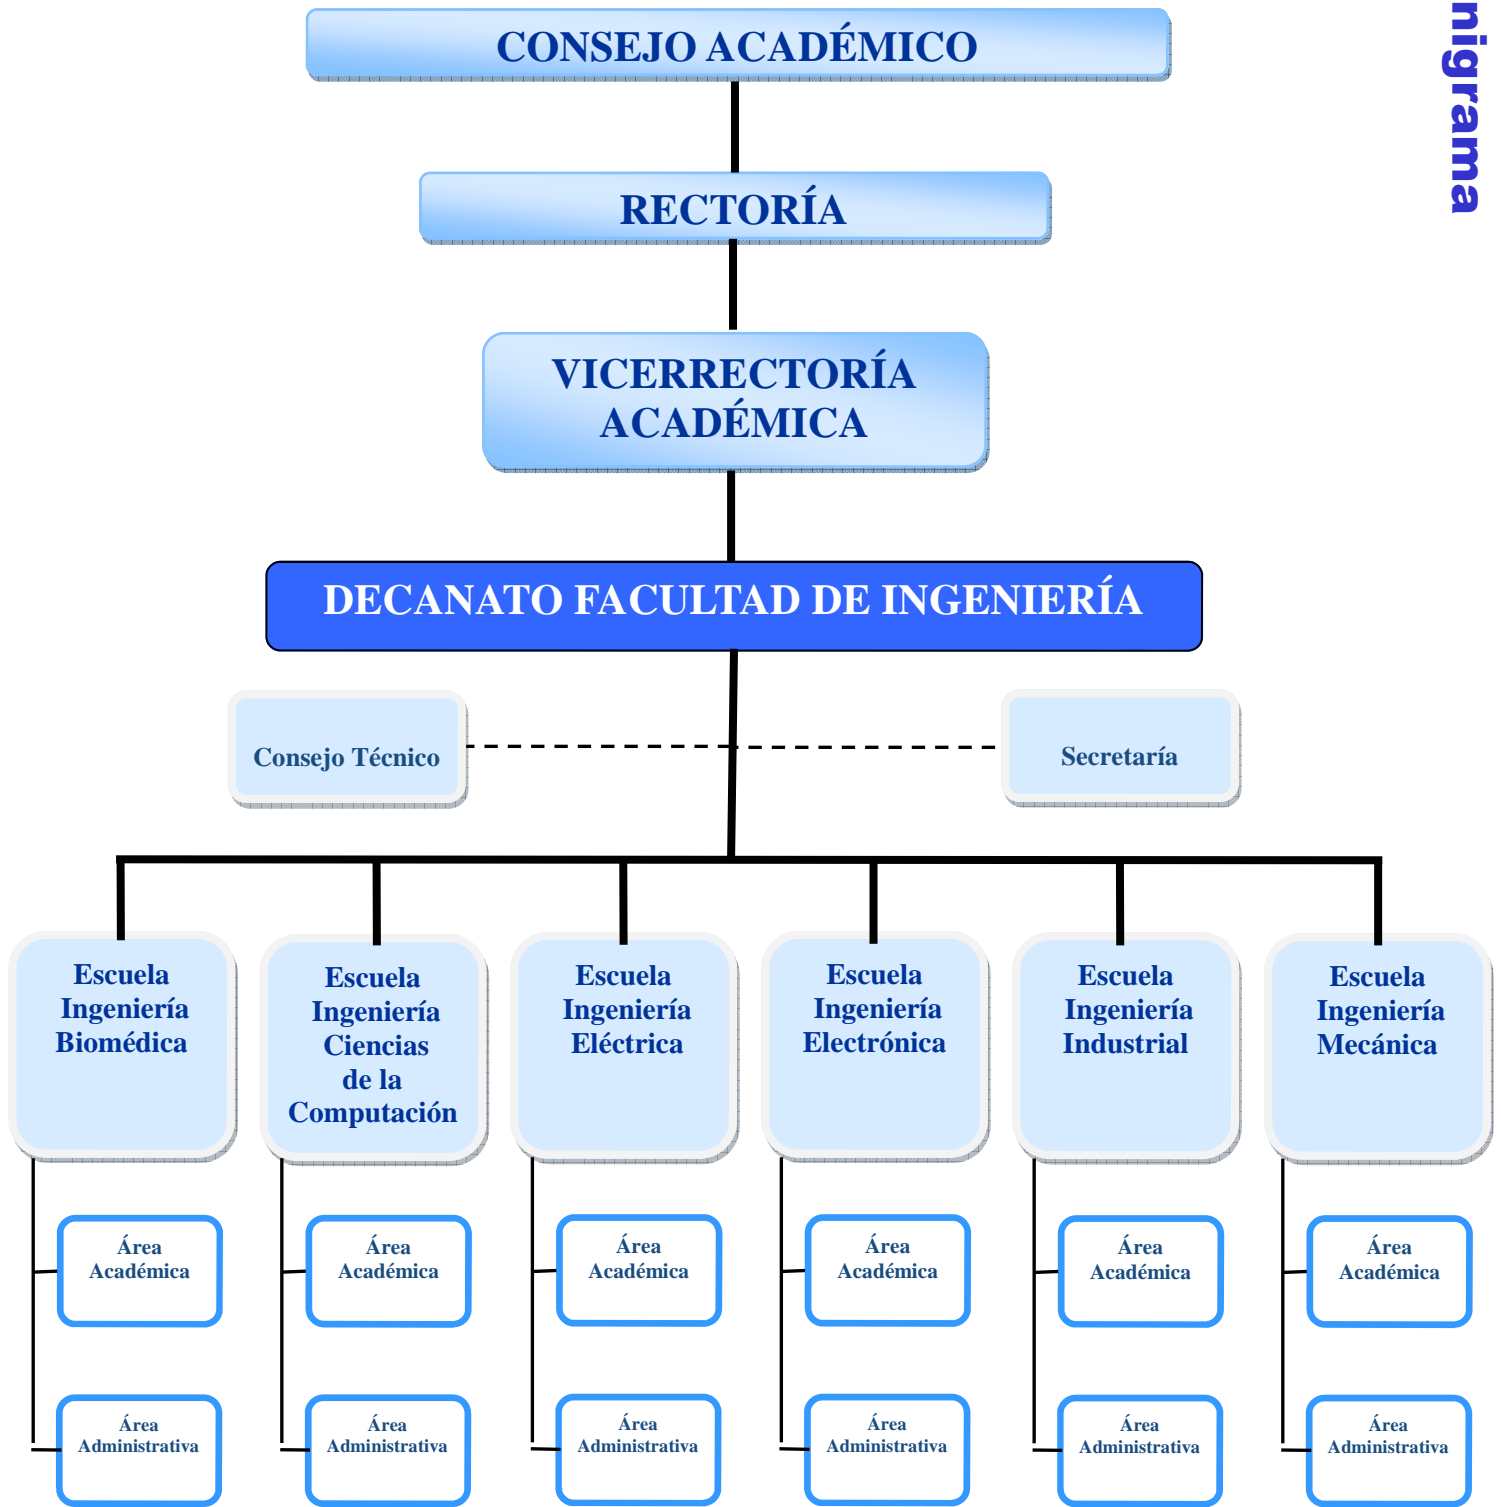 nigrama
CONSEJO ACADÉMICO
RECTORÍA
VICERRECTORÍA
ACADÉMICA
DECANATO FACULTAD DE INGENIERÍA
Consejo Técnico
Secretaría
Escuela
Ingeniería
Biomédica
Escuela
Ingeniería
Ciencias
de la
Computación
Escuela
Ingeniería
Eléctrica
Escuela
Ingeniería
Electrónica
Escuela
Ingeniería
Industrial
Escuela
Ingeniería
Mecánica
Área
Académica
Área
Académica
Área
Académica
Área
Académica
Área
Académica
Área
Académica
Área
Administrativa
Área
Administrativa
Área
Administrativa
Área
Administrativa
Área
Administrativa
Área
Administrativa